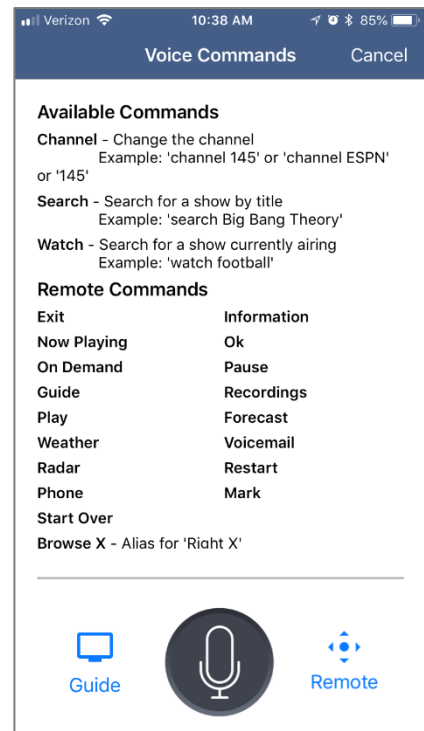 Verizon 10:38 AM 85%
Voice Commands Cancel
Available Commands
Channel - Change the channel
Example: 'channel 145' or 'channel ESPN'
or '145'
Search - Search for a show by title
Example: 'search Big Bang Theory'
Watch - Search for a show currently airing
Example: 'watch football'
Remote Commands
Exit Information
Now Playing Ok
On Demand Pause
Guide Recordings
Play Forecast
Weather Voicemail
Radar Restart
Phone Mark
Start Over
Browse X - Alias for 'Right X'
Guide Remote